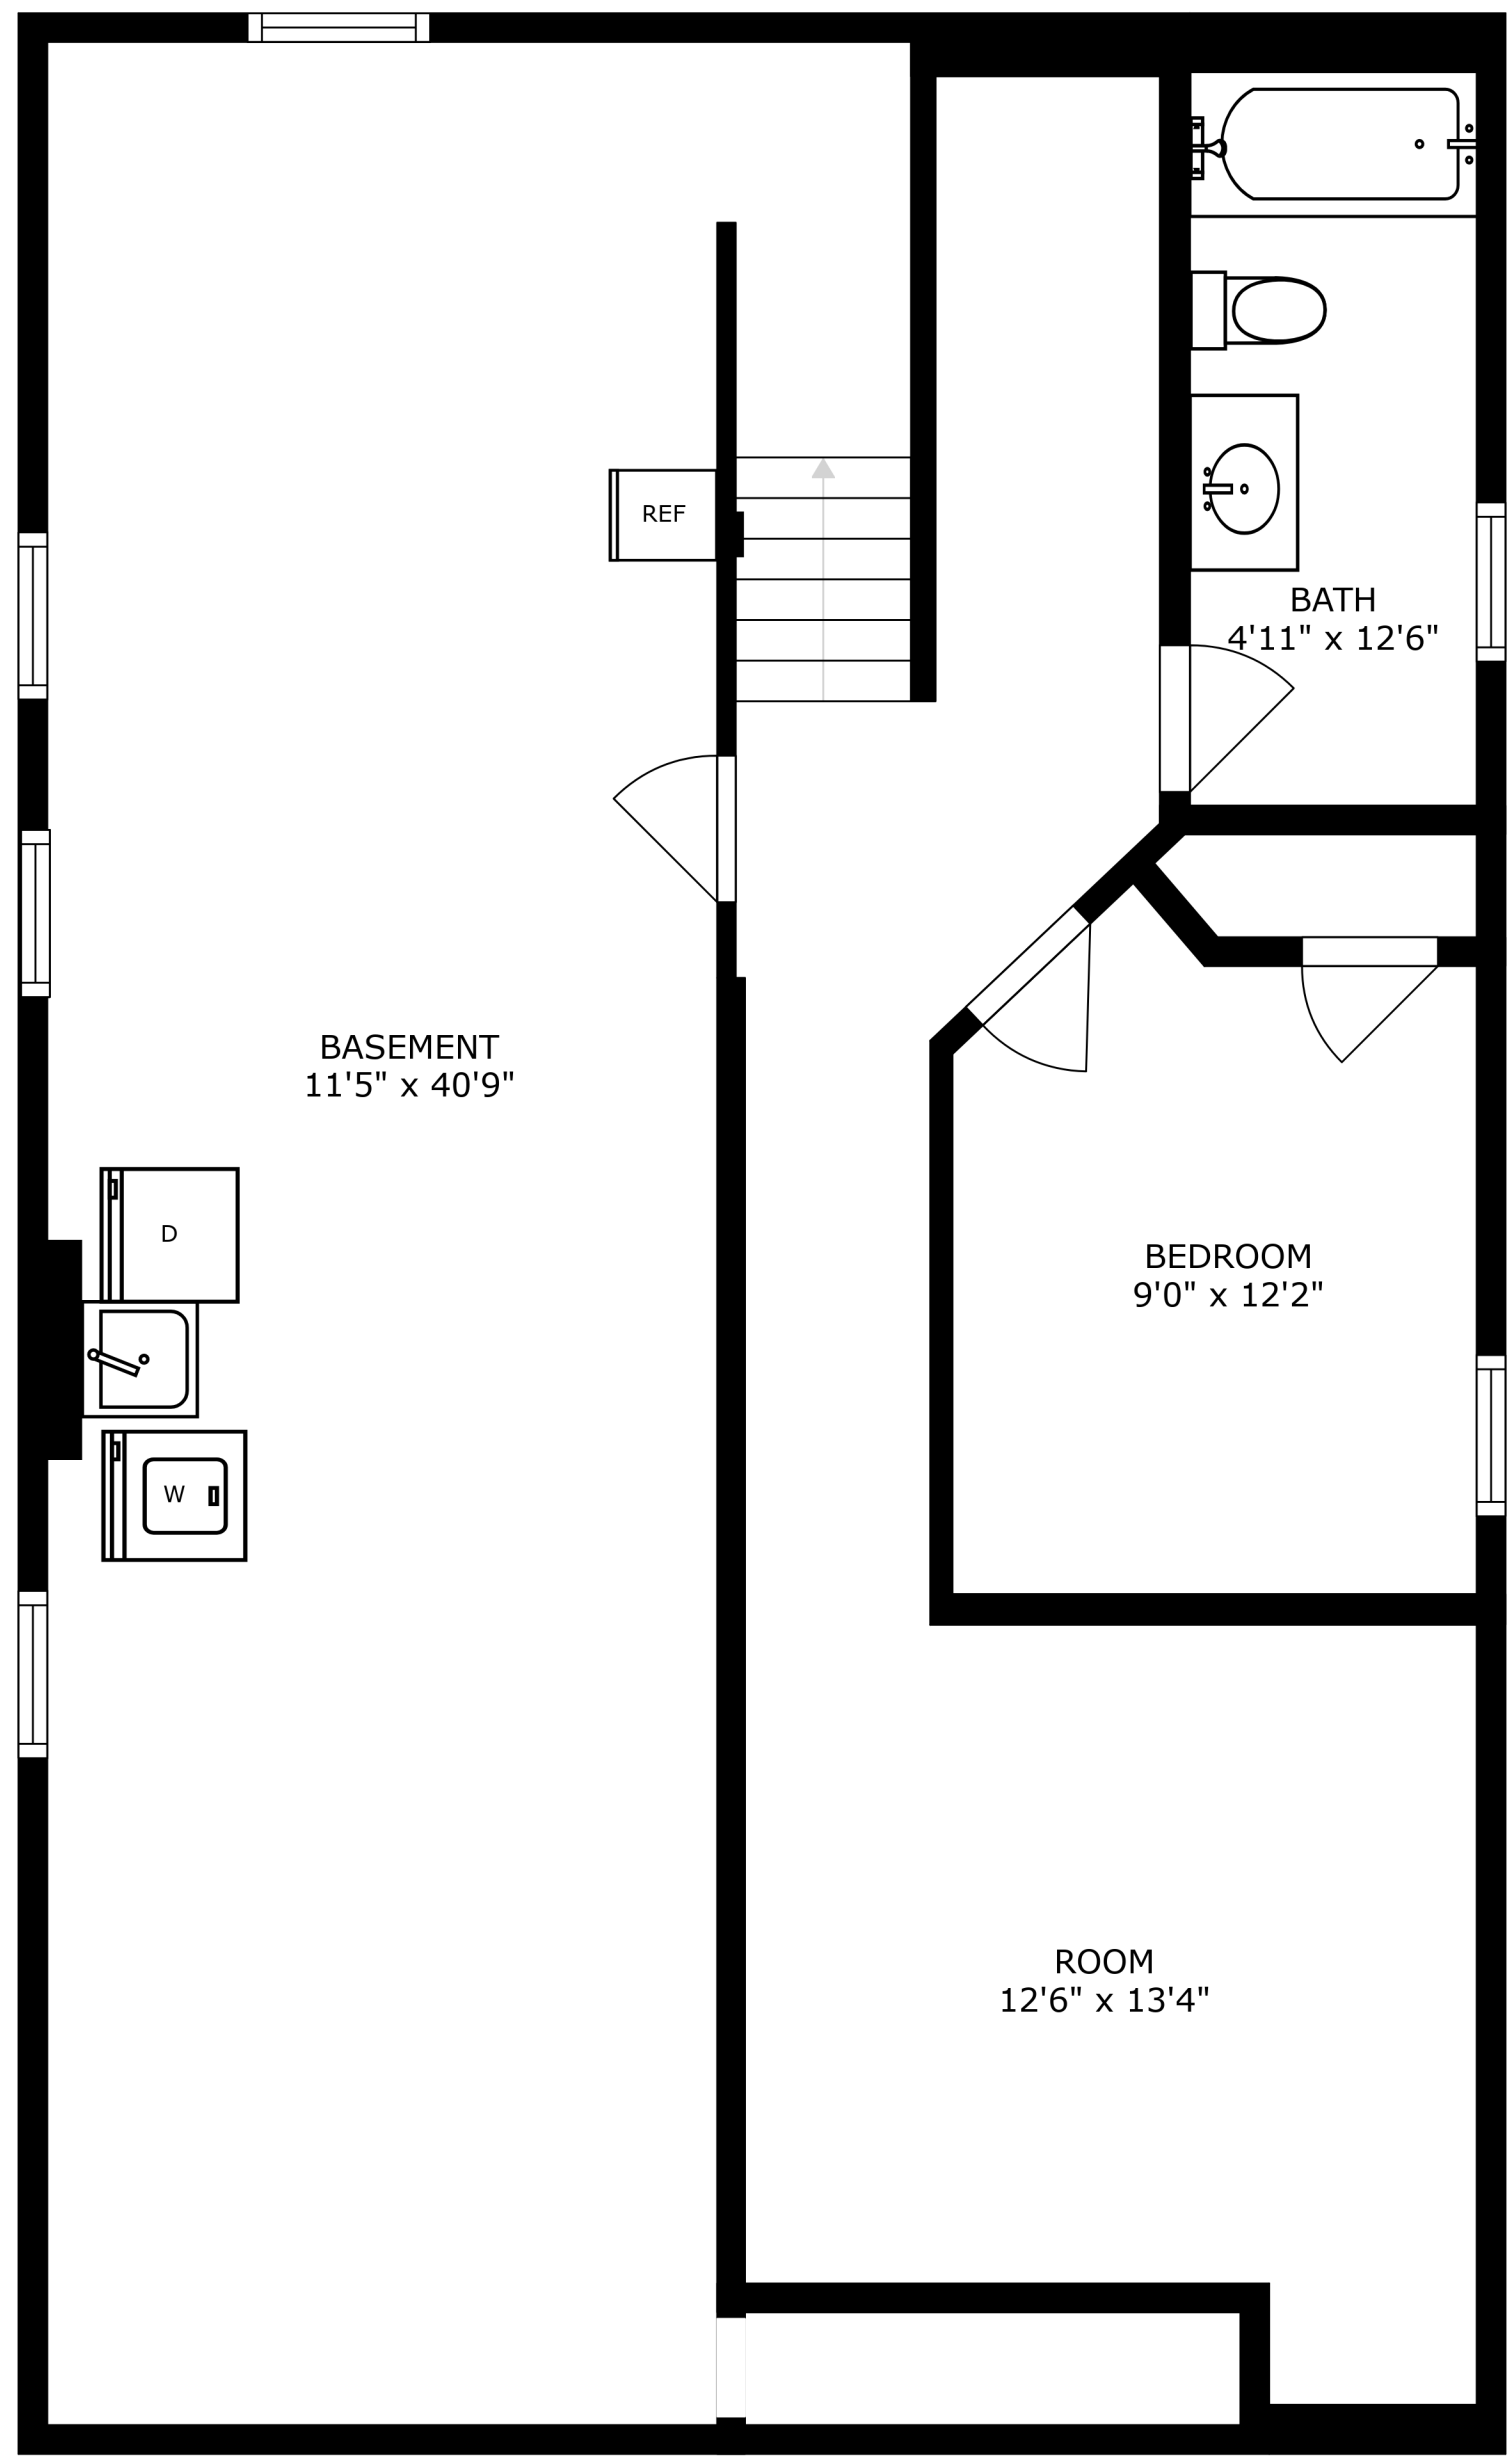 REF
BATH
4'11" x 12'6"
BASEMENT
11'5" x 40'9"
D
BEDROOM
9'0" x 12'2"
W
ROOM
12'6" x 13'4"